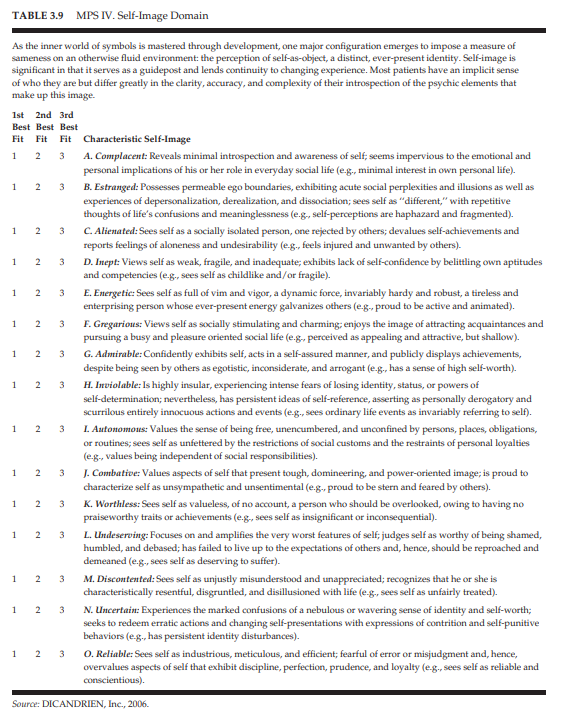 TABLE 3.9 MPS IV. Self-Image Domain
As the inner world of symbols is mastered through development, one major configuration emerges to impose a measure of
sameness on an otherwise fluid environment: the perception of self-as-object, a distinct, ever-present identity. Self-image is
significant in that it serves as a guidepost and lends continuity to changing experience. Most patients have an implicit sense
of who they are but differ greatly in the clarity, accuracy, and complexity of their introspection of the psychic elements that
make up this image.
1st 2nd 3rd
Best Best Best
Fit Fit Fit Characteristic Self-Image
1 2 3 A. Complacent: Reveals minimal introspection and awareness of self; seems impervious to the emotional and
personal implications of his or her role in everyday social life (e.g., minimal interest in own personal life).
1 2 3 B. Estranged: Possesses permeable ego boundaries, exhibiting acute social perplexities and illusions as well as
experiences of depersonalization, derealization, and dissociation; sees self as "different," with repetitive
thoughts of life's confusions and meaninglessness (e.g., self-perceptions are haphazard and fragmented).
1 2 3 C. Alienated: Sees self as a socially isolated person, one rejected by others; devalues self-achievements and
reports feelings of aloneness and undesirability (e.g., feels injured and unwanted by others).
1 2 3 D. Inept: Views self as weak, fragile, and inadequate; exhibits lack of self-confidence by belittling own aptitudes
and competencies (e.g., sees self as childlike and/or fragile).
1 2 3 E. Energetic: Sees self as full of vim and vigor, a dynamic force, invariably hardy and robust, a tireless and
enterprising person whose ever-present energy galvanizes others (e.g., proud to be active and animated).
1 2 3 F. Gregarious: Views self as socially stimulating and charming; enjoys the image of attracting acquaintances and
pursuing a busy and pleasure oriented social life (e.g., perceived as appealing and attractive, but shallow).
1 2 3 G. Admirable: Confidently exhibits self, acts in a self-assured manner, and publicly displays achievements,
despite being seen by others as egotistic, inconsiderate, and arrogant (e.g., has a sense of high self-worth).
1 2 3 H. Inviolable: Is highly insular, experiencing intense fears of losing identity, status, or powers of
self-determination; nevertheless, has persistent ideas of self-reference, asserting as personally derogatory and
scurrilous entirely innocuous actions and events (e.g., sees ordinary life events as invariably referring to self).
1 2 3 I. Autonomous: Values the sense of being free, unencumbered, and unconfined by persons, places, obligations,
or routines; sees self as unfettered by the restrictions of social customs and the restraints of personal loyalties
(e.g., values being independent of social responsibilities).
1 2 3 J. Combative: Values aspects of self that present tough, domineering, and power-oriented image; is proud to
characterize self as unsympathetic and unsentimental (e.g., proud to be stern and feared by others).
1 2 3 K. Worthless: Sees self as valueless, of no account, a person who should be overlooked, owing to having no
praiseworthy traits or achievements (e.g., sees self as insignificant or inconsequential).
1 2 3 L. Undeserving: Focuses on and amplifies the very worst features of self; judges self as worthy of being shamed,
humbled, and debased; has failed to live up to the expectations of others and, hence, should be reproached and
demeaned (e.g., sees self as deserving to suffer).
1 2 3 M. Discontented: Sees self as unjustly misunderstood and unappreciated; recognizes that he or she is
characteristically resentful, disgruntled, and disillusioned with life (e.g., sees self as unfairly treated).
1 2 3 N. Uncertain: Experiences the marked confusions of a nebulous or wavering sense of identity and self-worth;
seeks to redeem erratic actions and changing self-presentations with expressions of contrition and self-punitive
behaviors (e.g., has persistent identity disturbances).
1 2 3 O. Reliable: Sees self as industrious, meticulous, and efficient; fearful of error or misjudgment and, hence,
overvalues aspects of self that exhibit discipline, perfection, prudence, and loyalty (e.g., sees self as reliable and
conscientious).
Source: DICANDRIEN, Inc., 2006.